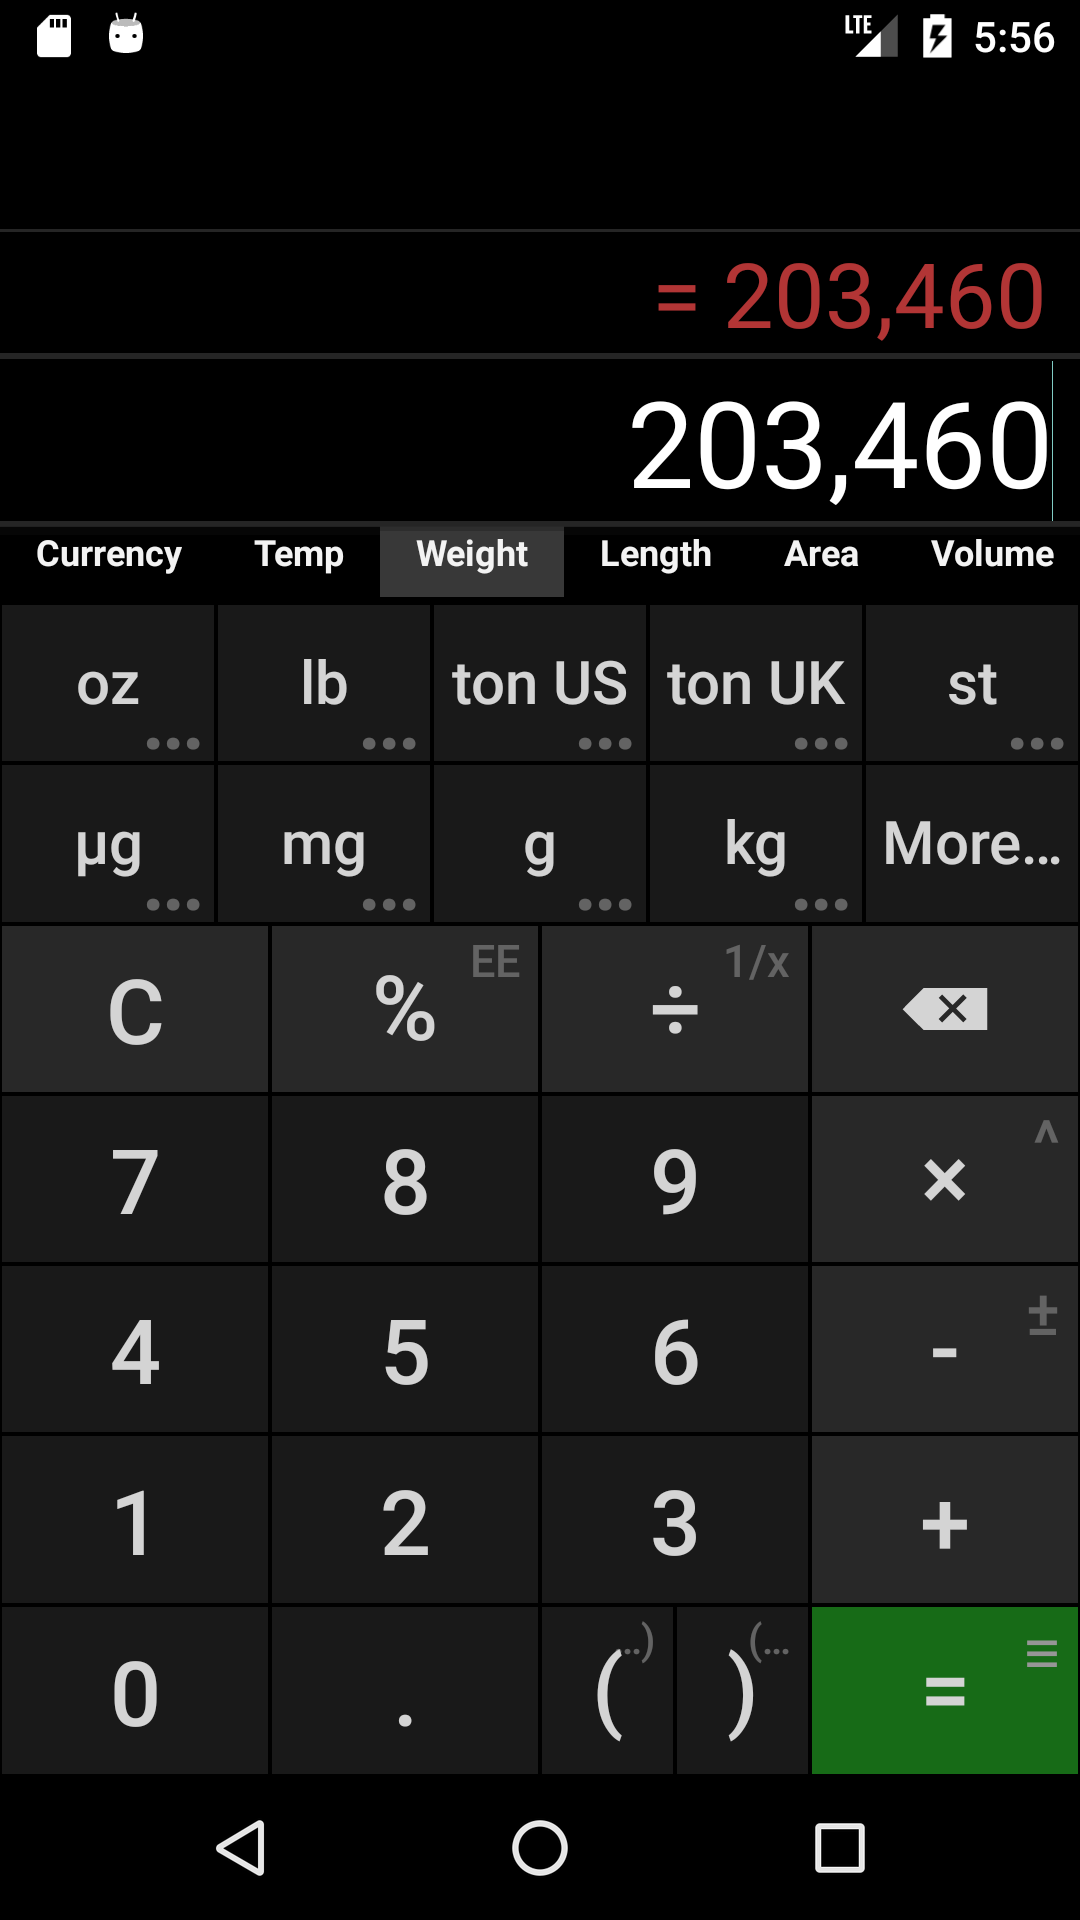 LTE 5:56
= 203,460
203,460
Currency Temp Weight Length Area Volume
oz lb ton US ton UK st
µg mg g kg More...
C % EE ÷ 1/x
7 8 9 × ^
4 5 6 - ±
1 2 3 +
0 . ( ..) ) (... = ≡